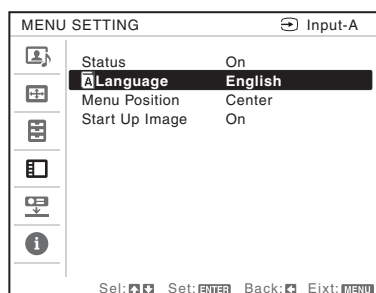 MENU SETTING Input-A
Status On
A Language English
Menu Position Center
Start Up Image On
i
Sel: Set: ENTER Back: Eixt: MENU